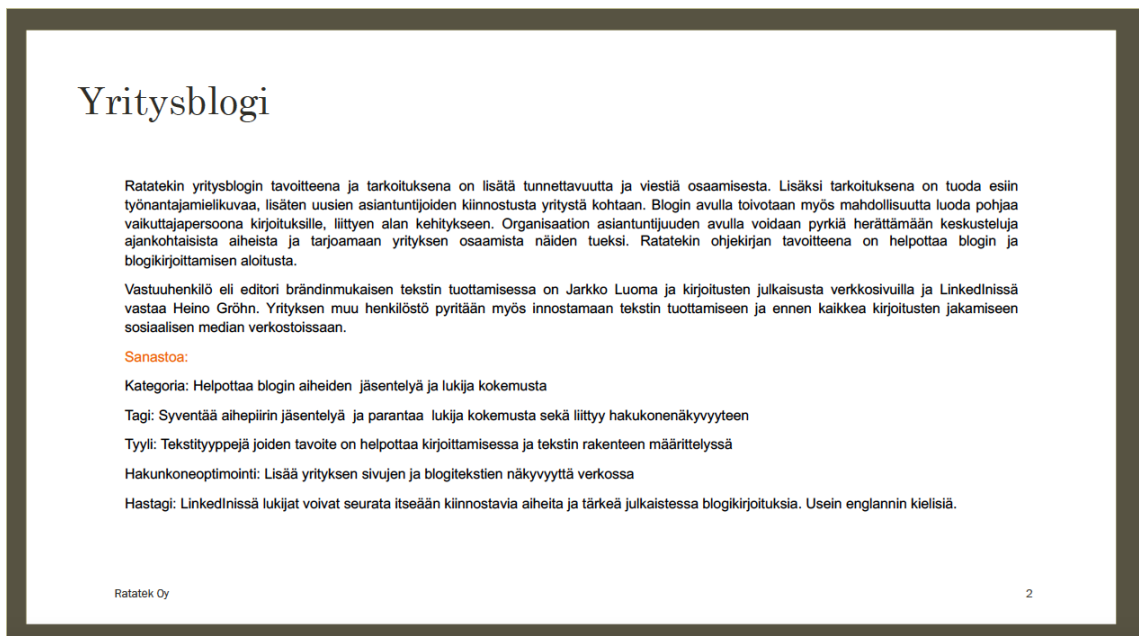 Yritysblogi
Ratatekin yritysblogin tavoitteena ja tarkoituksena on lisätä tunnettavuutta ja viestiä osaamisesta. Lisäksi tarkoituksena on tuoda esiin
työnantajamielikuvaa, lisäten uusien asiantuntijoiden kiinnostusta yritystä kohtaan. Blogin avulla toivotaan myös mahdollisuutta luoda pohjaa
vaikuttajapersoona kirjoituksille, liittyen alan kehitykseen. Organisaation asiantuntijuuden avulla voidaan pyrkiä herättämään keskusteluja
ajankohtaisista aiheista ja tarjoamaan yrityksen osaamista näiden tueksi. Ratatekin ohjekirjan tavoitteena on helpottaa blogin ja
blogikirjoittamisen aloitusta.
Vastuuhenkilö eli editori brändinmukaisen tekstin tuottamisessa on Jarkko Luoma ja kirjoitusten julkaisusta verkkosivuilla ja LinkedInissä
vastaa Heino Gröhn. Yrityksen muu henkilöstö pyritään myös innostamaan tekstin tuottamiseen ja ennen kaikkea kirjoitusten jakamiseen
sosiaalisen median verkostoissaan.
Sanastoa:
Kategoria: Helpottaa blogin aiheiden jäsentelyä ja lukija kokemusta
Tagi: Syventää aihepiirin jäsentelyä ja parantaa lukija kokemusta sekä liittyy hakukonenäkyvyyteen
Tyyli: Tekstityyppejä joiden tavoite on helpottaa kirjoittamisessa ja tekstin rakenteen määrittelyssä
Hakunkoneoptimointi: Lisää yrityksen sivujen ja blogitekstien näkyvyyttä verkossa
Hastagi: LinkedInissä lukijat voivat seurata itseään kiinnostavia aiheita ja tärkeä julkaistessa blogikirjoituksia. Usein englannin kielisiä.
Ratatek Oy
2